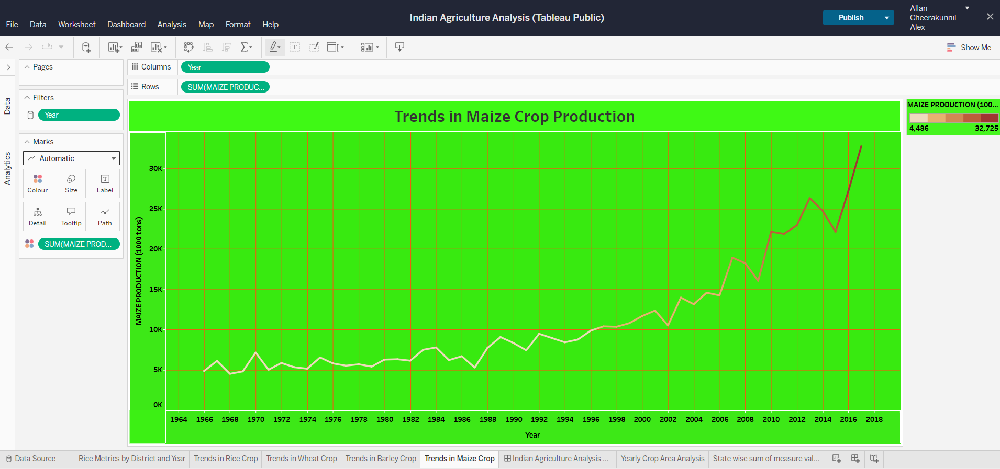 Indian Agriculture Analysis (Tableau Public)
File Data Worksheet Dashboard Analysis Map Format Help
Publish
Allan
Cheerakunnil
Alex
Show Me
Data
Analytics
Pages
Filters
Year
Marks
Automatic
Colour Size Label
Detail Tooltip Path
SUM(MAIZE PROD...
Columns Year
Rows SUM(MAIZE PRODUC...
Trends in Maize Crop Production
MAIZE PRODUCTION (1000 tons)
30K
25K
20K
15K
10K
5K
0K
1964 1966 1968 1970 1972 1974 1976 1978 1980 1982 1984 1986 1988 1990 1992 1994 1996 1998 2000 2002 2004 2006 2008 2010 2012 2014 2016 2018
Year
MAIZE PRODUCTION (100...
4,486 32,725
Data Source Rice Metrics by District and Year Trends in Rice Crop Trends in Wheat Crop Trends in Barley Crop Trends in Maize Crop Indian Agriculture Analysis ... Yearly Crop Area Analysis State wise sum of measure val...